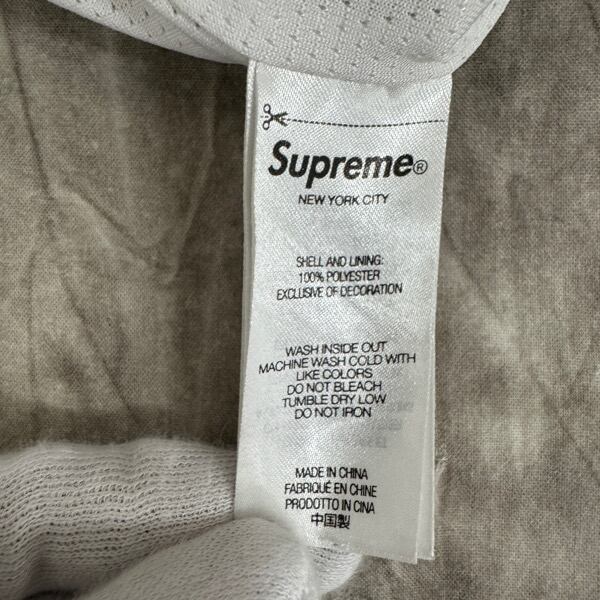 Supreme®
NEW YORK CITY
SHELL AND LINING:
100% POLYESTER
EXCLUSIVE OF DECORATION
WASH INSIDE OUT
MACHINE WASH COLD WITH
LIKE COLORS
DO NOT BLEACH
TUMBLE DRY LOW
DO NOT IRON
MADE IN CHINA
FABRIQUÉ EN CHINE
PRODOTTO IN CINA
中国製